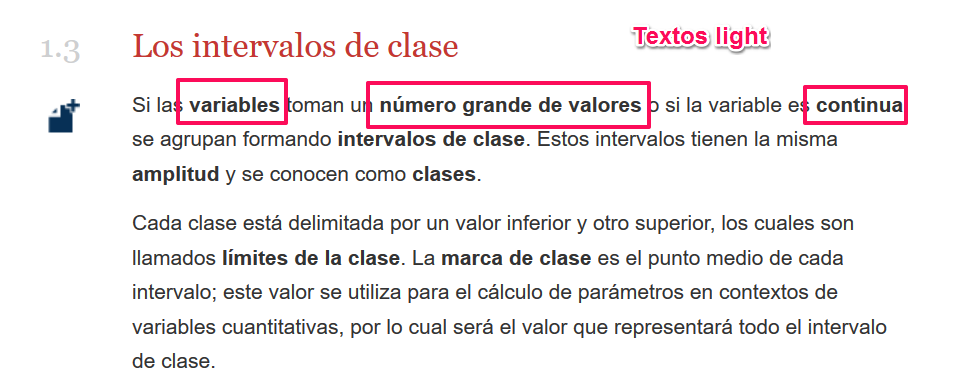 1.3 Los intervalos de clase
Textos light
Si las variables toman un número grande de valores o si la variable es continua
se agrupan formando intervalos de clase. Estos intervalos tienen la misma
amplitud y se conocen como clases.
Cada clase está delimitada por un valor inferior y otro superior, los cuales son
llamados límites de la clase. La marca de clase es el punto medio de cada
intervalo; este valor se utiliza para el cálculo de parámetros en contextos de
variables cuantitativas, por lo cual será el valor que representará todo el intervalo
de clase.